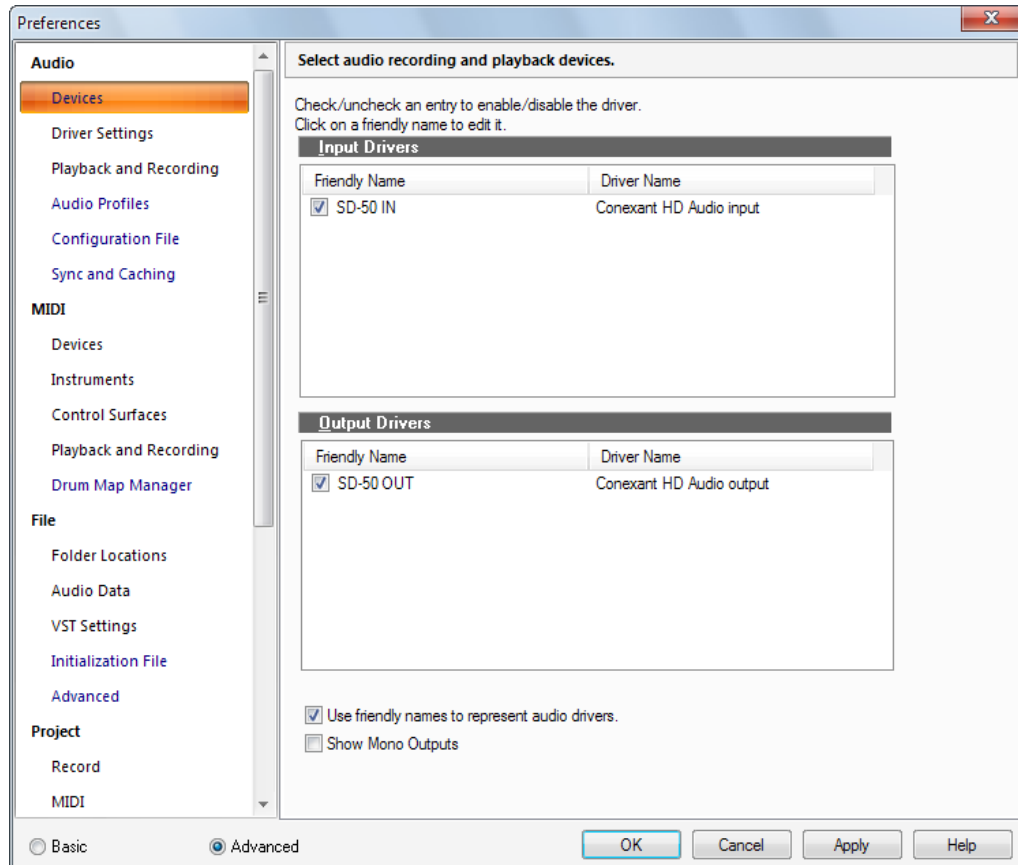 Preferences
Audio
Devices
Driver Settings
Playback and Recording
Audio Profiles
Configuration File
Sync and Caching
MIDI
Devices
Instruments
Control Surfaces
Playback and Recording
Drum Map Manager
File
Folder Locations
Audio Data
VST Settings
Initialization File
Advanced
Project
Record
MIDI
Basic
Advanced
Select audio recording and playback devices.
Check/uncheck an entry to enable/disable the driver.
Click on a friendly name to edit it.
Input Drivers
Friendly Name Driver Name
SD-50 IN Conexant HD Audio input
Output Drivers
Friendly Name Driver Name
SD-50 OUT Conexant HD Audio output
Use friendly names to represent audio drivers.
Show Mono Outputs
OK Cancel Apply Help